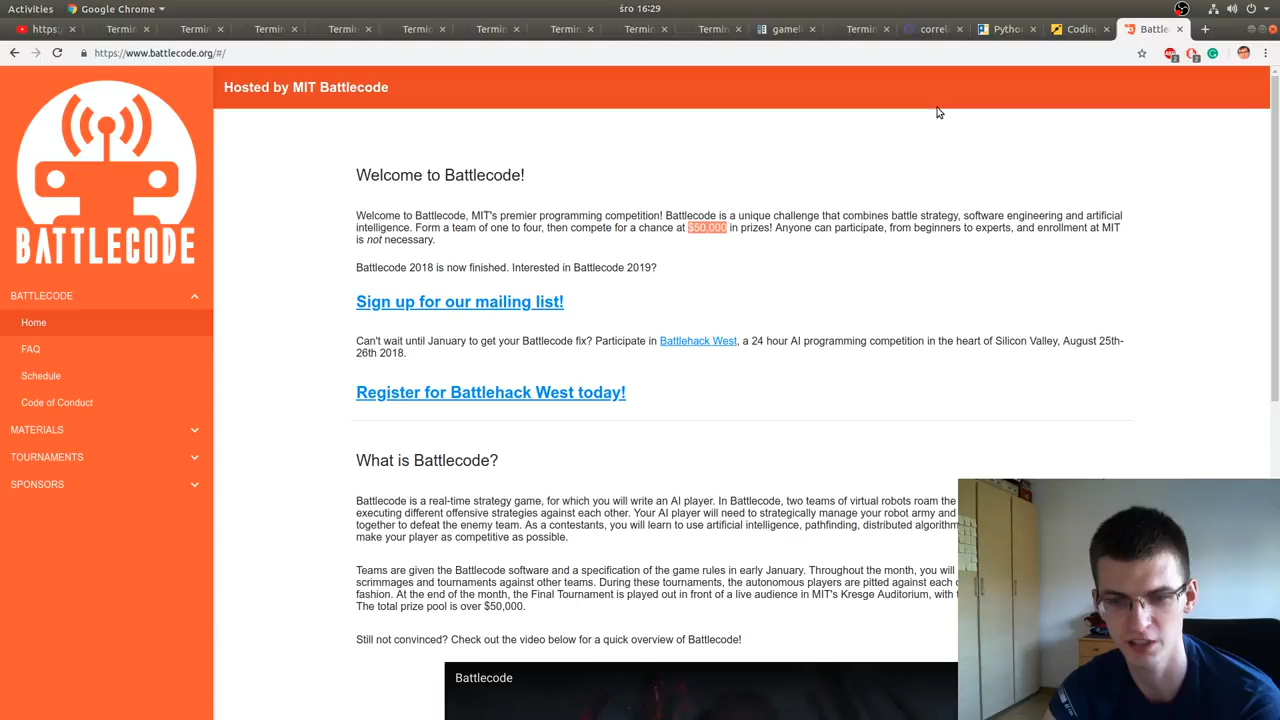 Activities
Google Chrome
śro 16:29
https:
Termin
Termin
Termin
Termin
Termin
Termin
Termin
Termin
Termin
gamel
Termin
correl
Python
Coding
Battle
https://www.battlecode.org/#/
2
2
BATTLECODE
Hosted by MIT Battlecode
BATTLECODE
Home
FAQ
Schedule
Code of Conduct
MATERIALS
TOURNAMENTS
SPONSORS
Welcome to Battlecode!
Welcome to Battlecode, MIT's premier programming competition! Battlecode is a unique challenge that combines battle strategy, software engineering and artificial
intelligence. Form a team of one to four, then compete for a chance at $50,000 in prizes! Anyone can participate, from beginners to experts, and enrollment at MIT
is not necessary.
Battlecode 2018 is now finished. Interested in Battlecode 2019?
Sign up for our mailing list!
Can't wait until January to get your Battlecode fix? Participate in Battlehack West, a 24 hour AI programming competition in the heart of Silicon Valley, August 25th-
26th 2018.
Register for Battlehack West today!
What is Battlecode?
Battlecode is a real-time strategy game, for which you will write an AI player. In Battlecode, two teams of virtual robots roam the
executing different offensive strategies against each other. Your AI player will need to strategically manage your robot army and
together to defeat the enemy team. As a contestants, you will learn to use artificial intelligence, pathfinding, distributed algorithm
make your player as competitive as possible.
Teams are given the Battlecode software and a specification of the game rules in early January. Throughout the month, you will
scrimmages and tournaments against other teams. During these tournaments, the autonomous players are pitted against each o
fashion. At the end of the month, the Final Tournament is played out in front of a live audience in MIT's Kresge Auditorium, with t
The total prize pool is over $50,000.
Still not convinced? Check out the video below for a quick overview of Battlecode!
Battlecode